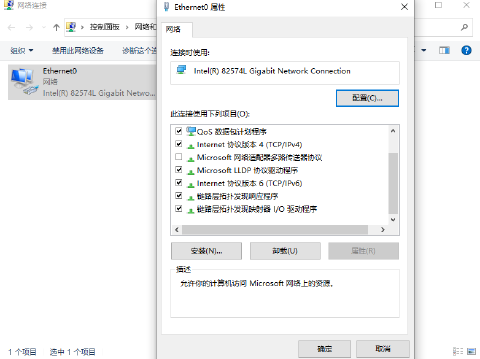 网络连接
控制面板 › 网络和
组织 禁用此网络设备 诊断这个连
Ethernet0
网络
Intel(R) 82574L Gigabit Netwo...
1 个项目 选中 1 个项目
Ethernet0 属性
网络
连接时使用:
Intel(R) 82574L Gigabit Network Connection
配置(C)...
此连接使用下列项目(O):
QoS 数据包计划程序
Internet 协议版本 4 (TCP/IPv4)
Microsoft 网络适配器多路传送器协议
Microsoft LLDP 协议驱动程序
Internet 协议版本 6 (TCP/IPv6)
链路层拓扑发现响应程序
链路层拓扑发现映射器 I/O 驱动程序
安装(N)... 卸载(U) 属性(R)
描述
允许你的计算机访问 Microsoft 网络上的资源。
确定 取消